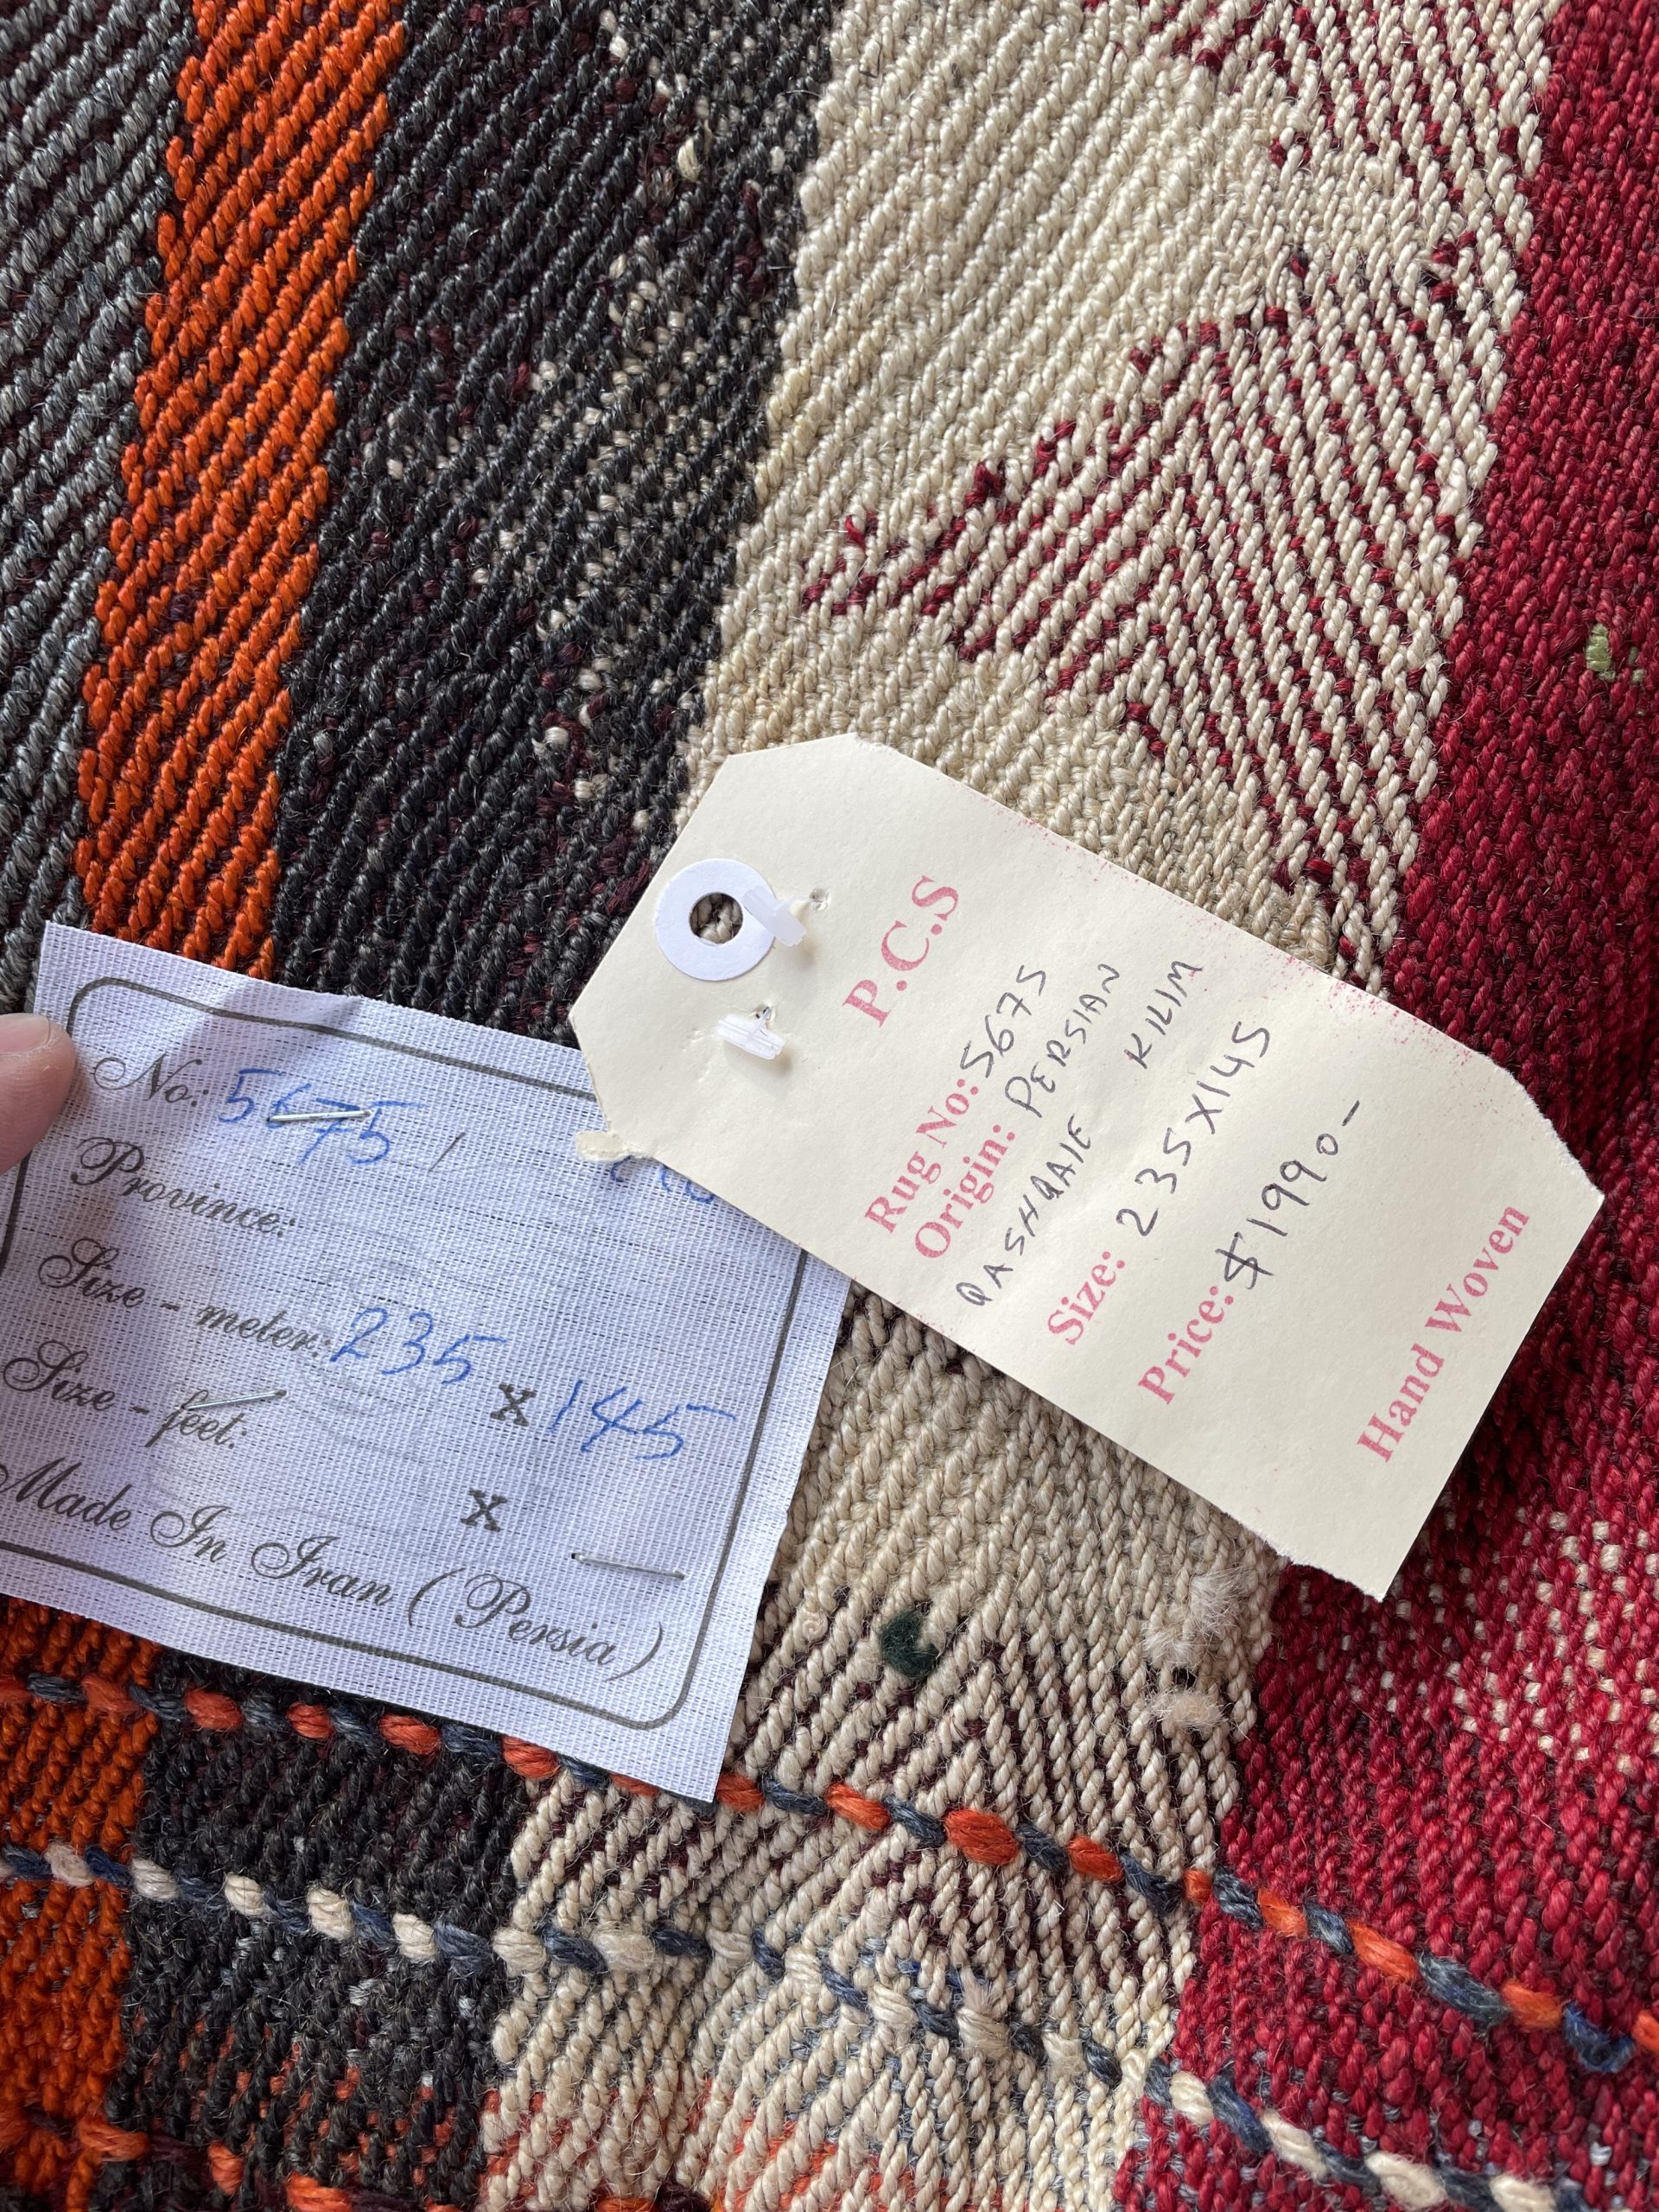 No: 5675 /
Province:
Size - meter: 235 x 145
Size - feet: x
Made In Iran (Persia)
P.C.S
Rug No: 5675
Origin: PERSIAN
QASHQAIE KILIM
Size: 235X145
Price: $1990-
Hand Woven